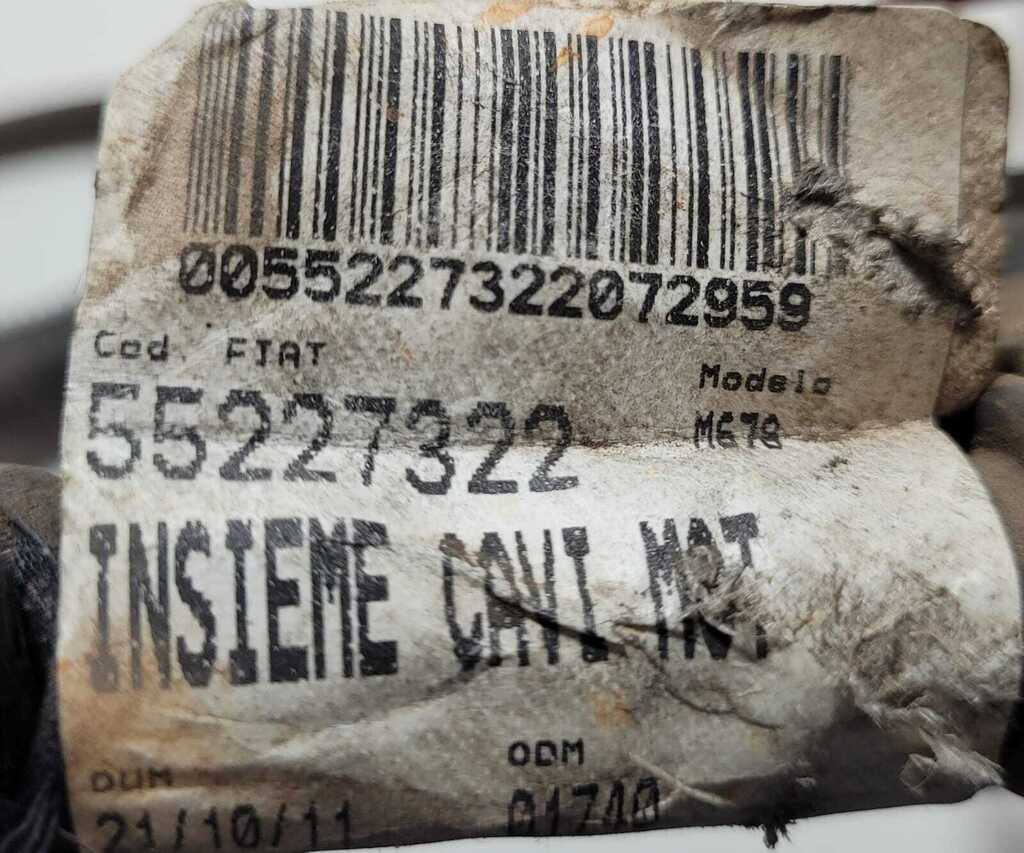 0055227322072959
Cod. FIAT
Modelo
55227322
M678
INSIEME CAVI MOT
DUM
ODM
21/10/11
01740